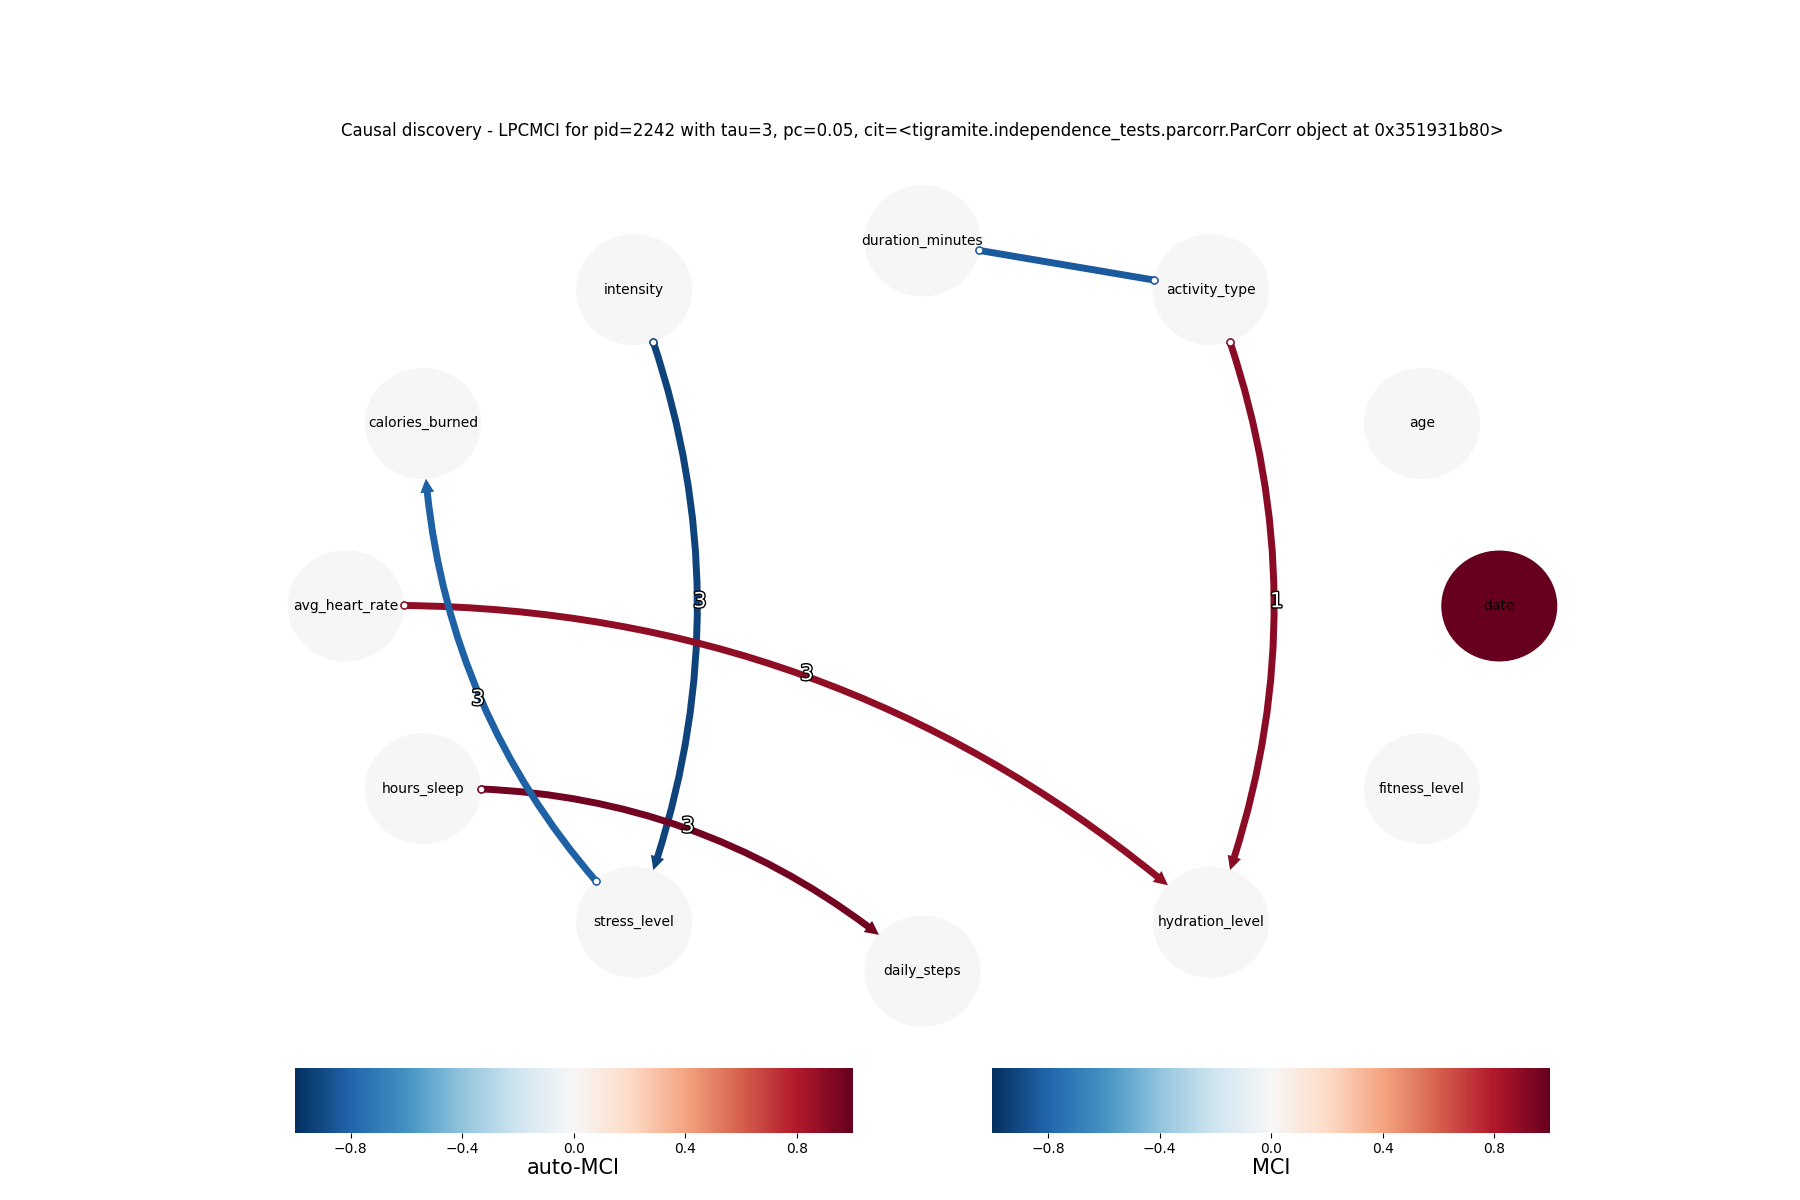 Causal discovery - LPCMCI for pid=2242 with tau=3, pc=0.05, cit=<tigramite.independence_tests.parcorr.ParCorr object at 0x351931b80>
duration_minutes
intensity
activity_type
calories_burned
age
3
1
avg_heart_rate
date
3
3
hours_sleep
fitness_level
3
stress_level
hydration_level
daily_steps
−0.8 −0.4 0.0 0.4 0.8
auto-MCI
−0.8 −0.4 0.0 0.4 0.8
MCI